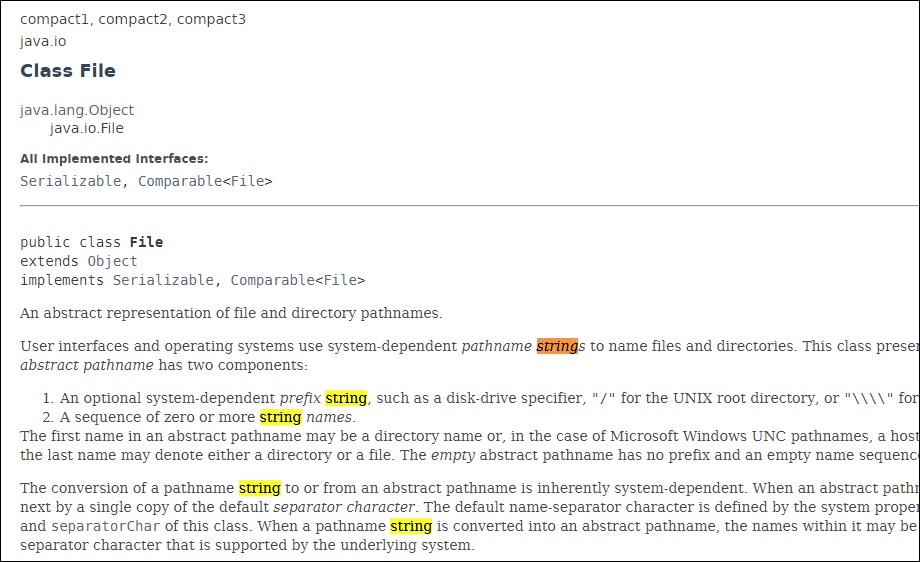 compact1, compact2, compact3
java.io
Class File
java.lang.Object
java.io.File
All Implemented Interfaces:
Serializable, Comparable<File>
public class File
extends Object
implements Serializable, Comparable<File>
An abstract representation of file and directory pathnames.
User interfaces and operating systems use system-dependent pathname strings to name files and directories. This class presen
abstract pathname has two components:
1. An optional system-dependent prefix string, such as a disk-drive specifier, "/" for the UNIX root directory, or "\\\\" for
2. A sequence of zero or more string names.
The first name in an abstract pathname may be a directory name or, in the case of Microsoft Windows UNC pathnames, a host
the last name may denote either a directory or a file. The empty abstract pathname has no prefix and an empty name sequence
The conversion of a pathname string to or from an abstract pathname is inherently system-dependent. When an abstract pathn
next by a single copy of the default separator character. The default name-separator character is defined by the system proper
and separatorChar of this class. When a pathname string is converted into an abstract pathname, the names within it may be
separator character that is supported by the underlying system.